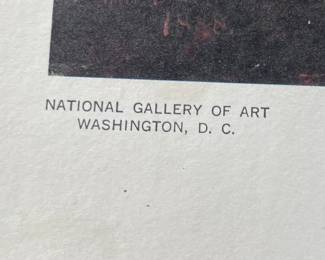 NATIONAL GALLERY OF ART
WASHINGTON, D. C.